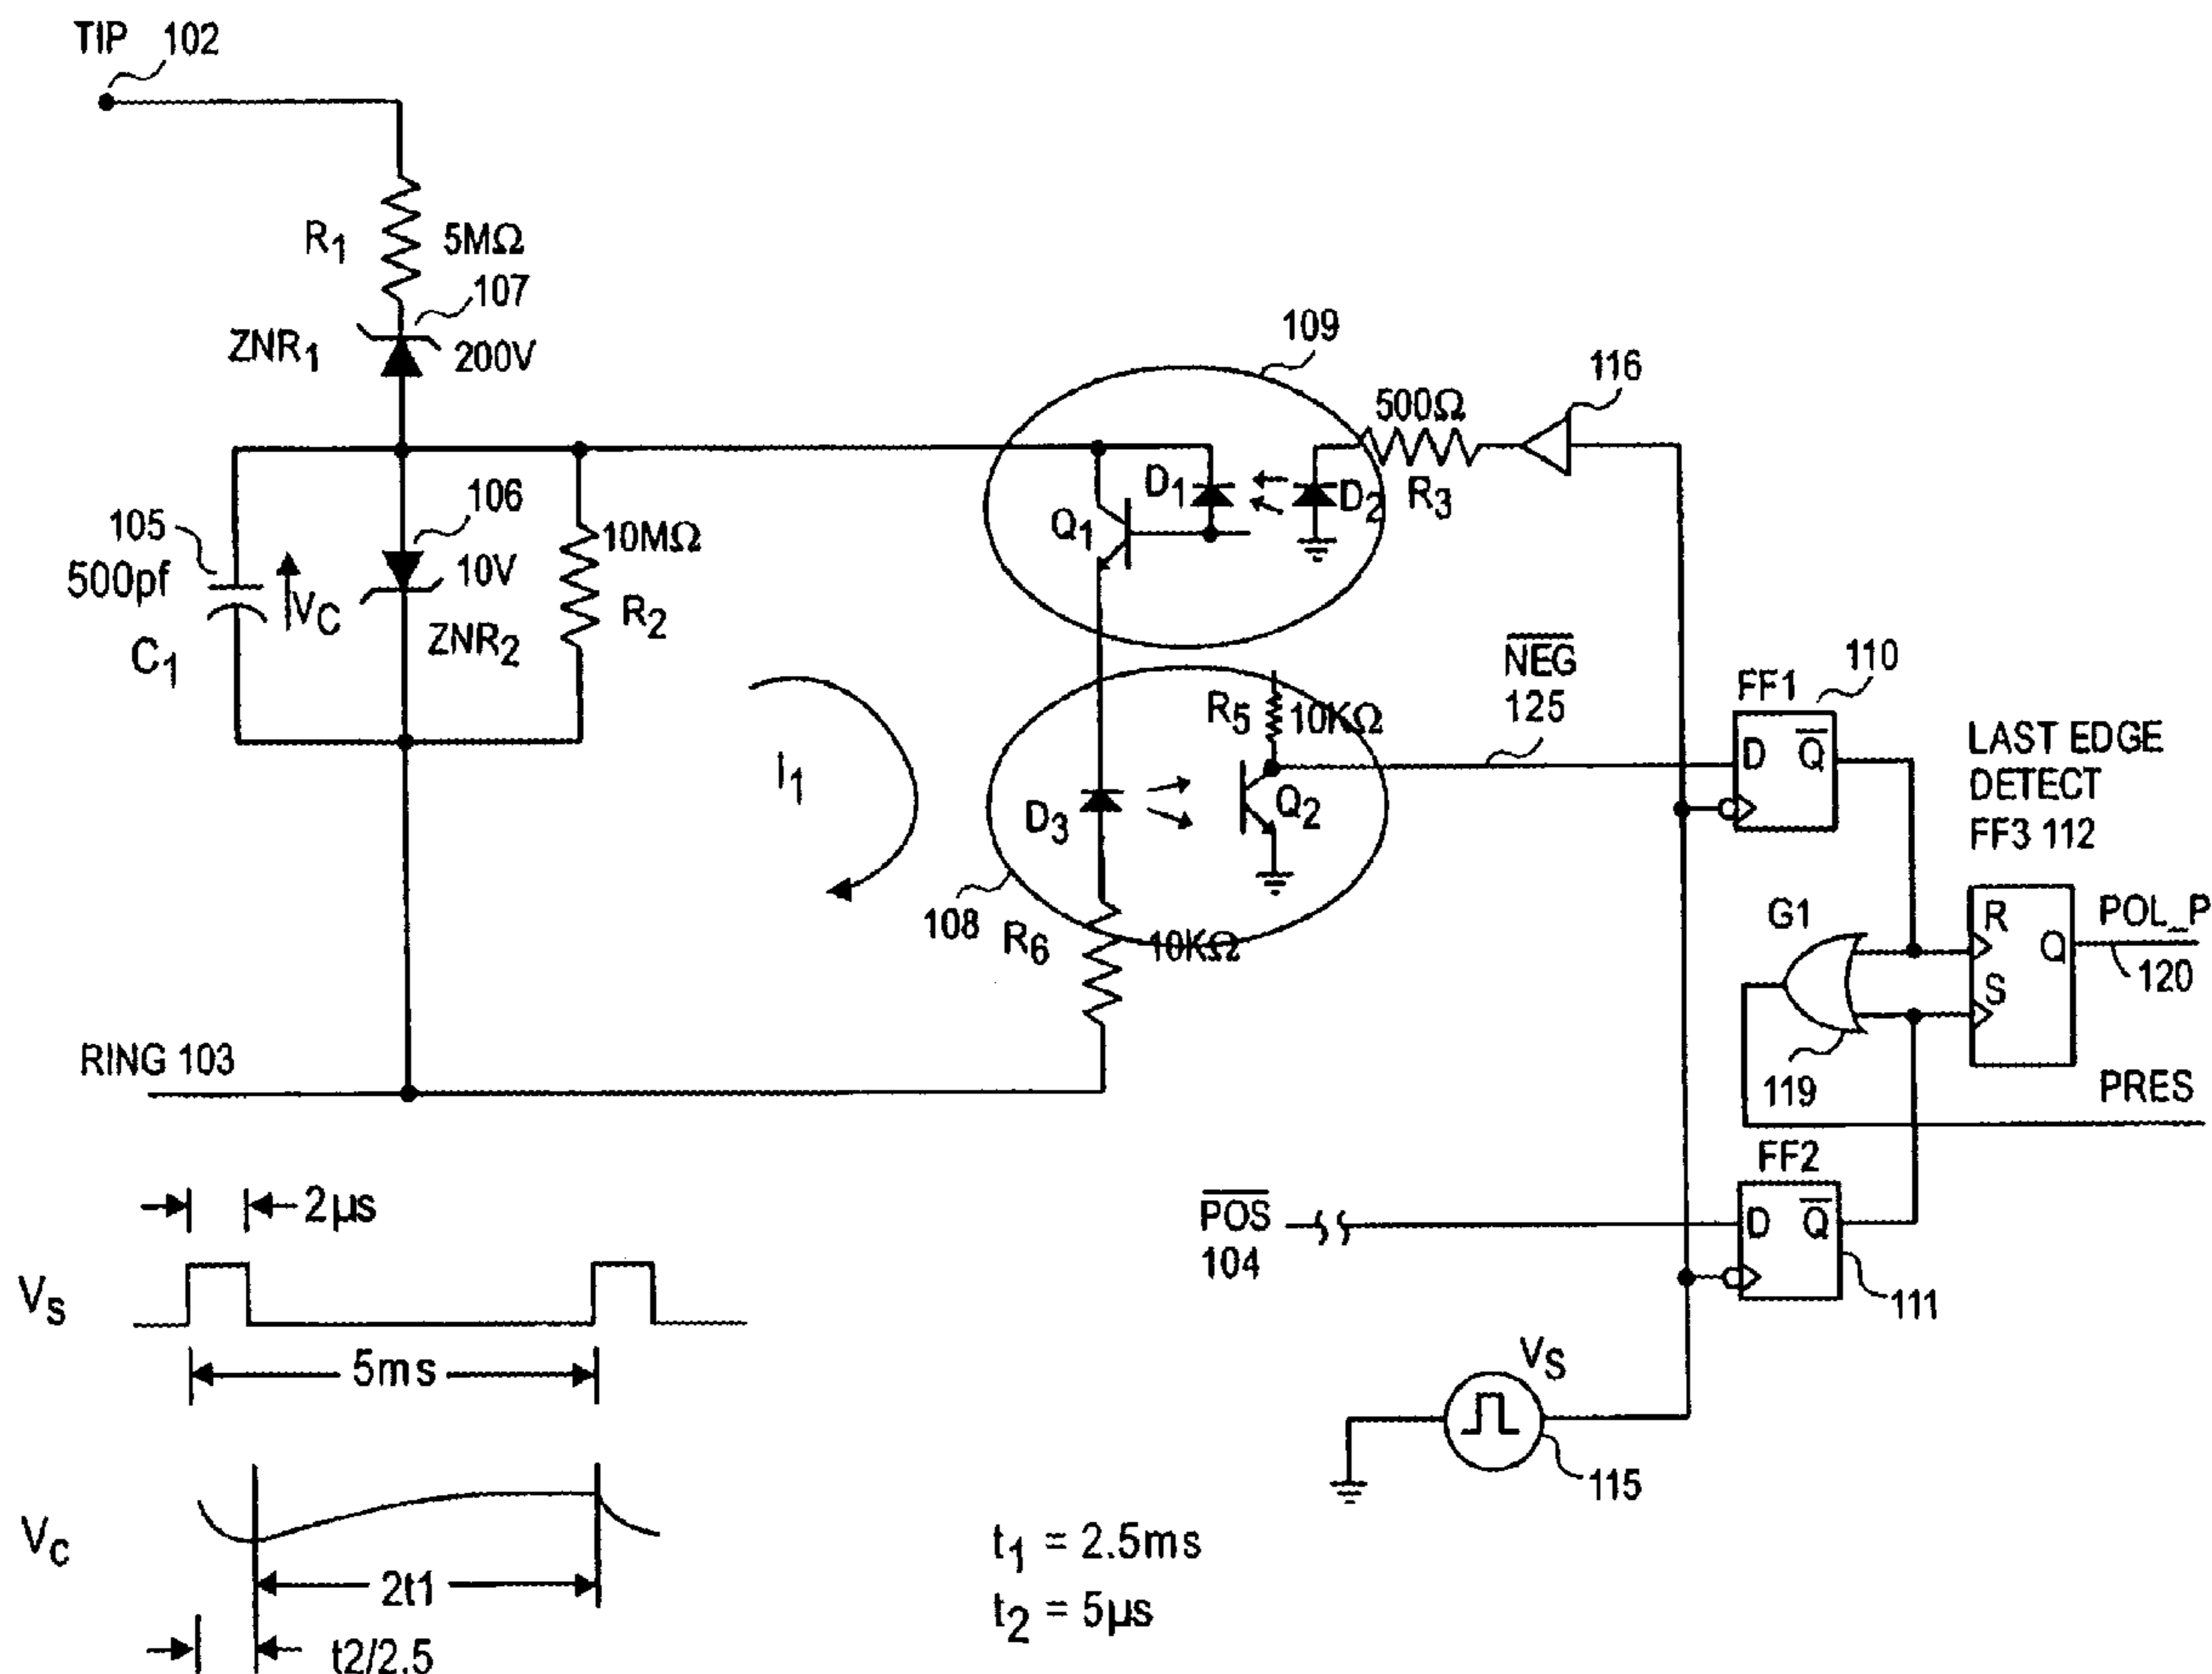 TIP 102
R1 5MΩ
107
ZNR1 200V
109
116
500Ω
R3
D1
D2
Q1
105
500pf
C1
VC
106
10V
ZNR2
10MΩ
R2
I1
NEG
125
R5 10KΩ
D3
Q2
108
R6 10KΩ
FF1 110
D Q
LAST EDGE
DETECT
FF3 112
G1
R
S
Q
POL_P
120
119
PRES
RING 103
FF2
POS
104
D Q
111
VS
115
2µs
VS
5ms
VC
2t1
t2/2.5
t1 = 2.5ms
t2 = 5µs